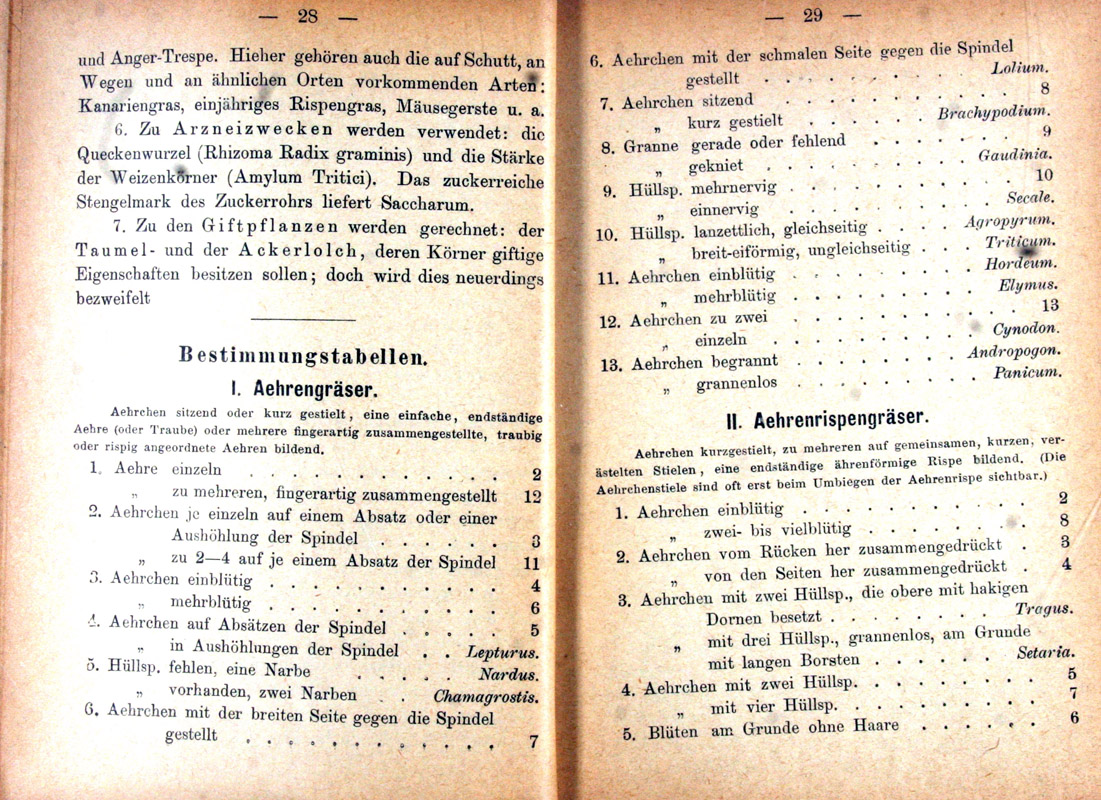 — 28 —
und Anger-Trespe. Hieher gehören auch die auf Schutt, an
Wegen und an ähnlichen Orten vorkommenden Arten:
Kanariengras, einjähriges Rispengras, Mäusegerste u. a.
6. Zu Arzneizwecken werden verwendet: die
Queckenwurzel (Rhizoma Radix graminis) und die Stärke
der Weizenkörner (Amylum Tritici). Das zuckerreiche
Stengelmark des Zuckerrohrs liefert Saccharum.
7. Zu den Giftpflanzen werden gerechnet: der
Taumel- und der Ackerlolch, deren Körner giftige
Eigenschaften besitzen sollen; doch wird dies neuerdings
bezweifelt
Bestimmungstabellen.
I. Aehrengräser.
Aehrchen sitzend oder kurz gestielt, eine einfache, endständige
Aehre (oder Traube) oder mehrere fingerartig zusammengestellte, traubig
oder rispig angeordnete Aehren bildend.
1. Aehre einzeln . . . . . . . . . . . . 2
„ zu mehreren, fingerartig zusammengestellt 12
2. Aehrchen je einzeln auf einem Absatz oder einer
Aushöhlung der Spindel . . . . . . 3
„ zu 2—4 auf je einem Absatz der Spindel 11
3. Aehrchen einblütig . . . . . . . . . . 4
„ mehrblütig . . . . . . . . . . 6
4. Aehrchen auf Absätzen der Spindel . . . . . 5
„ in Aushöhlungen der Spindel . . Lepturus.
5. Hüllsp. fehlen, eine Narbe . . . . . Nardus.
„ vorhanden, zwei Narben . . Chamagrostis.
6. Aehrchen mit der breiten Seite gegen die Spindel
gestellt . . . . . . . . . . . 7
— 29 —
6. Aehrchen mit der schmalen Seite gegen die Spindel
gestellt . . . . . . . . Lolium.
7. Aehrchen sitzend . . . . . . . . . . 8
„ kurz gestielt . . . . . . Brachypodium.
8. Granne gerade oder fehlend . . . . . . . 9
„ gekniet . . . . . . . . Gaudinia.
9. Hüllsp. mehrnervig . . . . . . . . . . 10
„ einnervig . . . . . . . . Secale.
10. Hüllsp. lanzettlich, gleichseitig . . . . Agropyrum.
„ breit-eiförmig, ungleichseitig . . . . Triticum.
11. Aehrchen einblütig . . . . . . . . Hordeum.
„ mehrblütig . . . . . . . . Elymus.
12. Aehrchen zu zwei . . . . . . . . . . 13
„ einzeln . . . . . . . . Cynodon.
13. Aehrchen begrannt . . . . . . . Andropogon.
„ grannenlos . . . . . . . . Panicum.
II. Aehrenrispengräser.
Aehrchen kurzgestielt, zu mehreren auf gemeinsamen, kurzen, ver-
ästelten Stielen, eine endständige ährenförmige Rispe bildend. (Die
Aehrchenstiele sind oft erst beim Umbiegen der Aehrenrispe sichtbar.)
1. Aehrchen einblütig . . . . . . . . . . 2
„ zwei- bis vielblütig . . . . . . . 8
2. Aehrchen vom Rücken her zusammengedrückt . 3
„ von den Seiten her zusammengedrückt . 4
3. Aehrchen mit zwei Hüllsp., die obere mit hakigen
Dornen besetzt . . . . . . . Tragus.
„ mit drei Hüllsp., grannenlos, am Grunde
mit langen Borsten . . . . . . Setaria.
4. Aehrchen mit zwei Hüllsp. . . . . . . . . 5
„ mit vier Hüllsp. . . . . . . . . . 7
5. Blüten am Grunde ohne Haare . . . . . 6